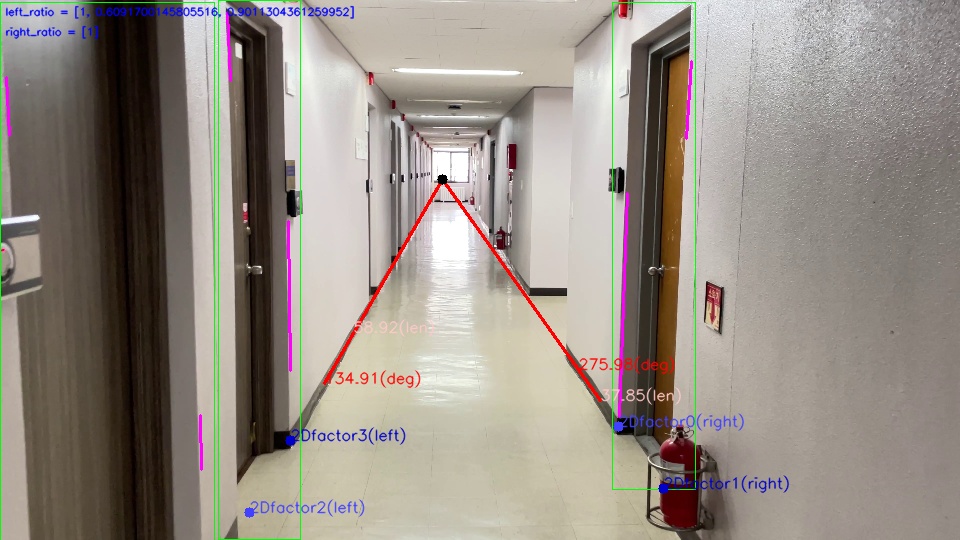 left_ratio = [1, 0.6091700145805516, 0.9011304361259952]
right_ratio = [1]
58.92(len)
275.98(deg)
134.91(deg)
37.85(len)
2Dfactor0(right)
2Dfactor3(left)
2Dfactor1(right)
2Dfactor2(left)